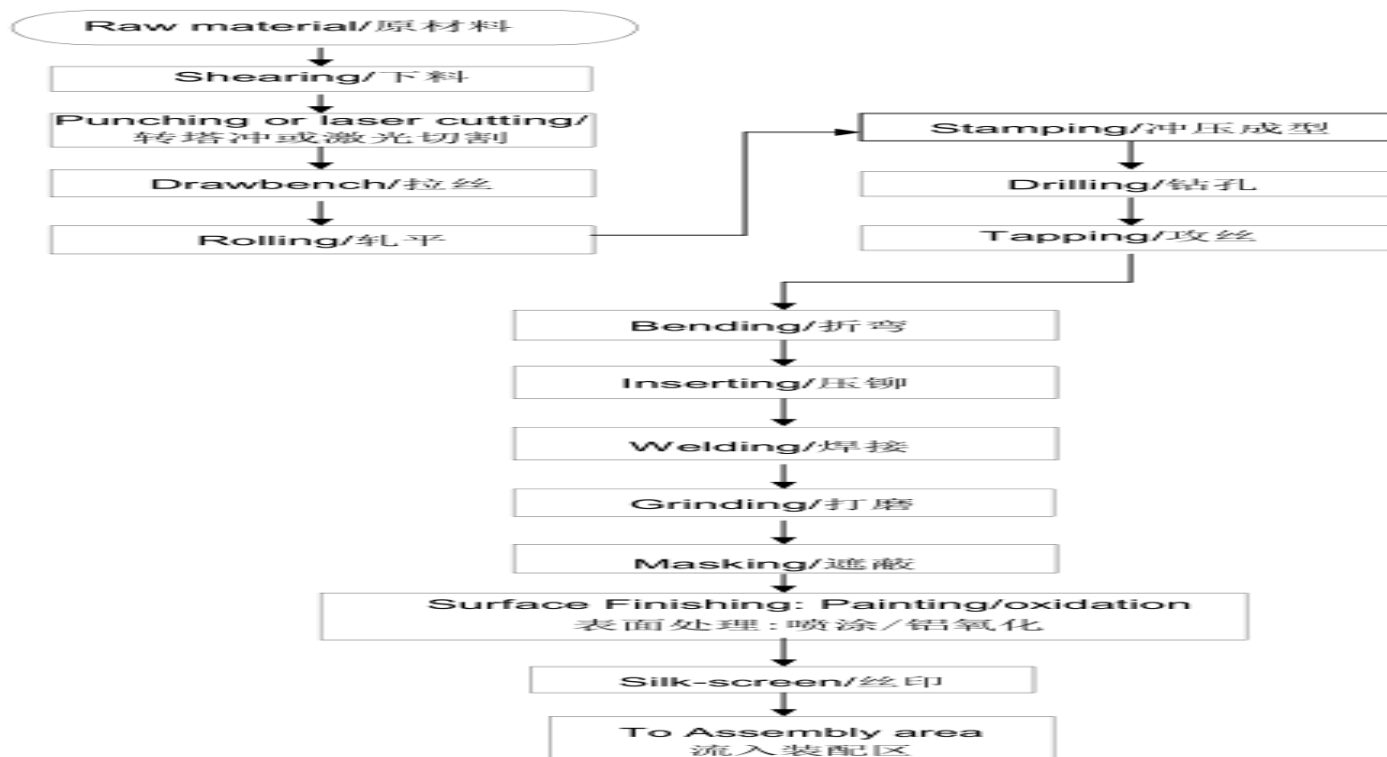 Raw material/原材料
Shearing/下料
Punching or laser cutting/
转塔冲或激光切割
Drawbench/拉丝
Rolling/轧平
Stamping/冲压成型
Drilling/钻孔
Tapping/攻丝
Bending/折弯
Inserting/压铆
Welding/焊接
Grinding/打磨
Masking/遮蔽
Surface Finishing: Painting/oxidation
表面处理:喷涂/铝氧化
Silk-screen/丝印
To Assembly area
流入装配区